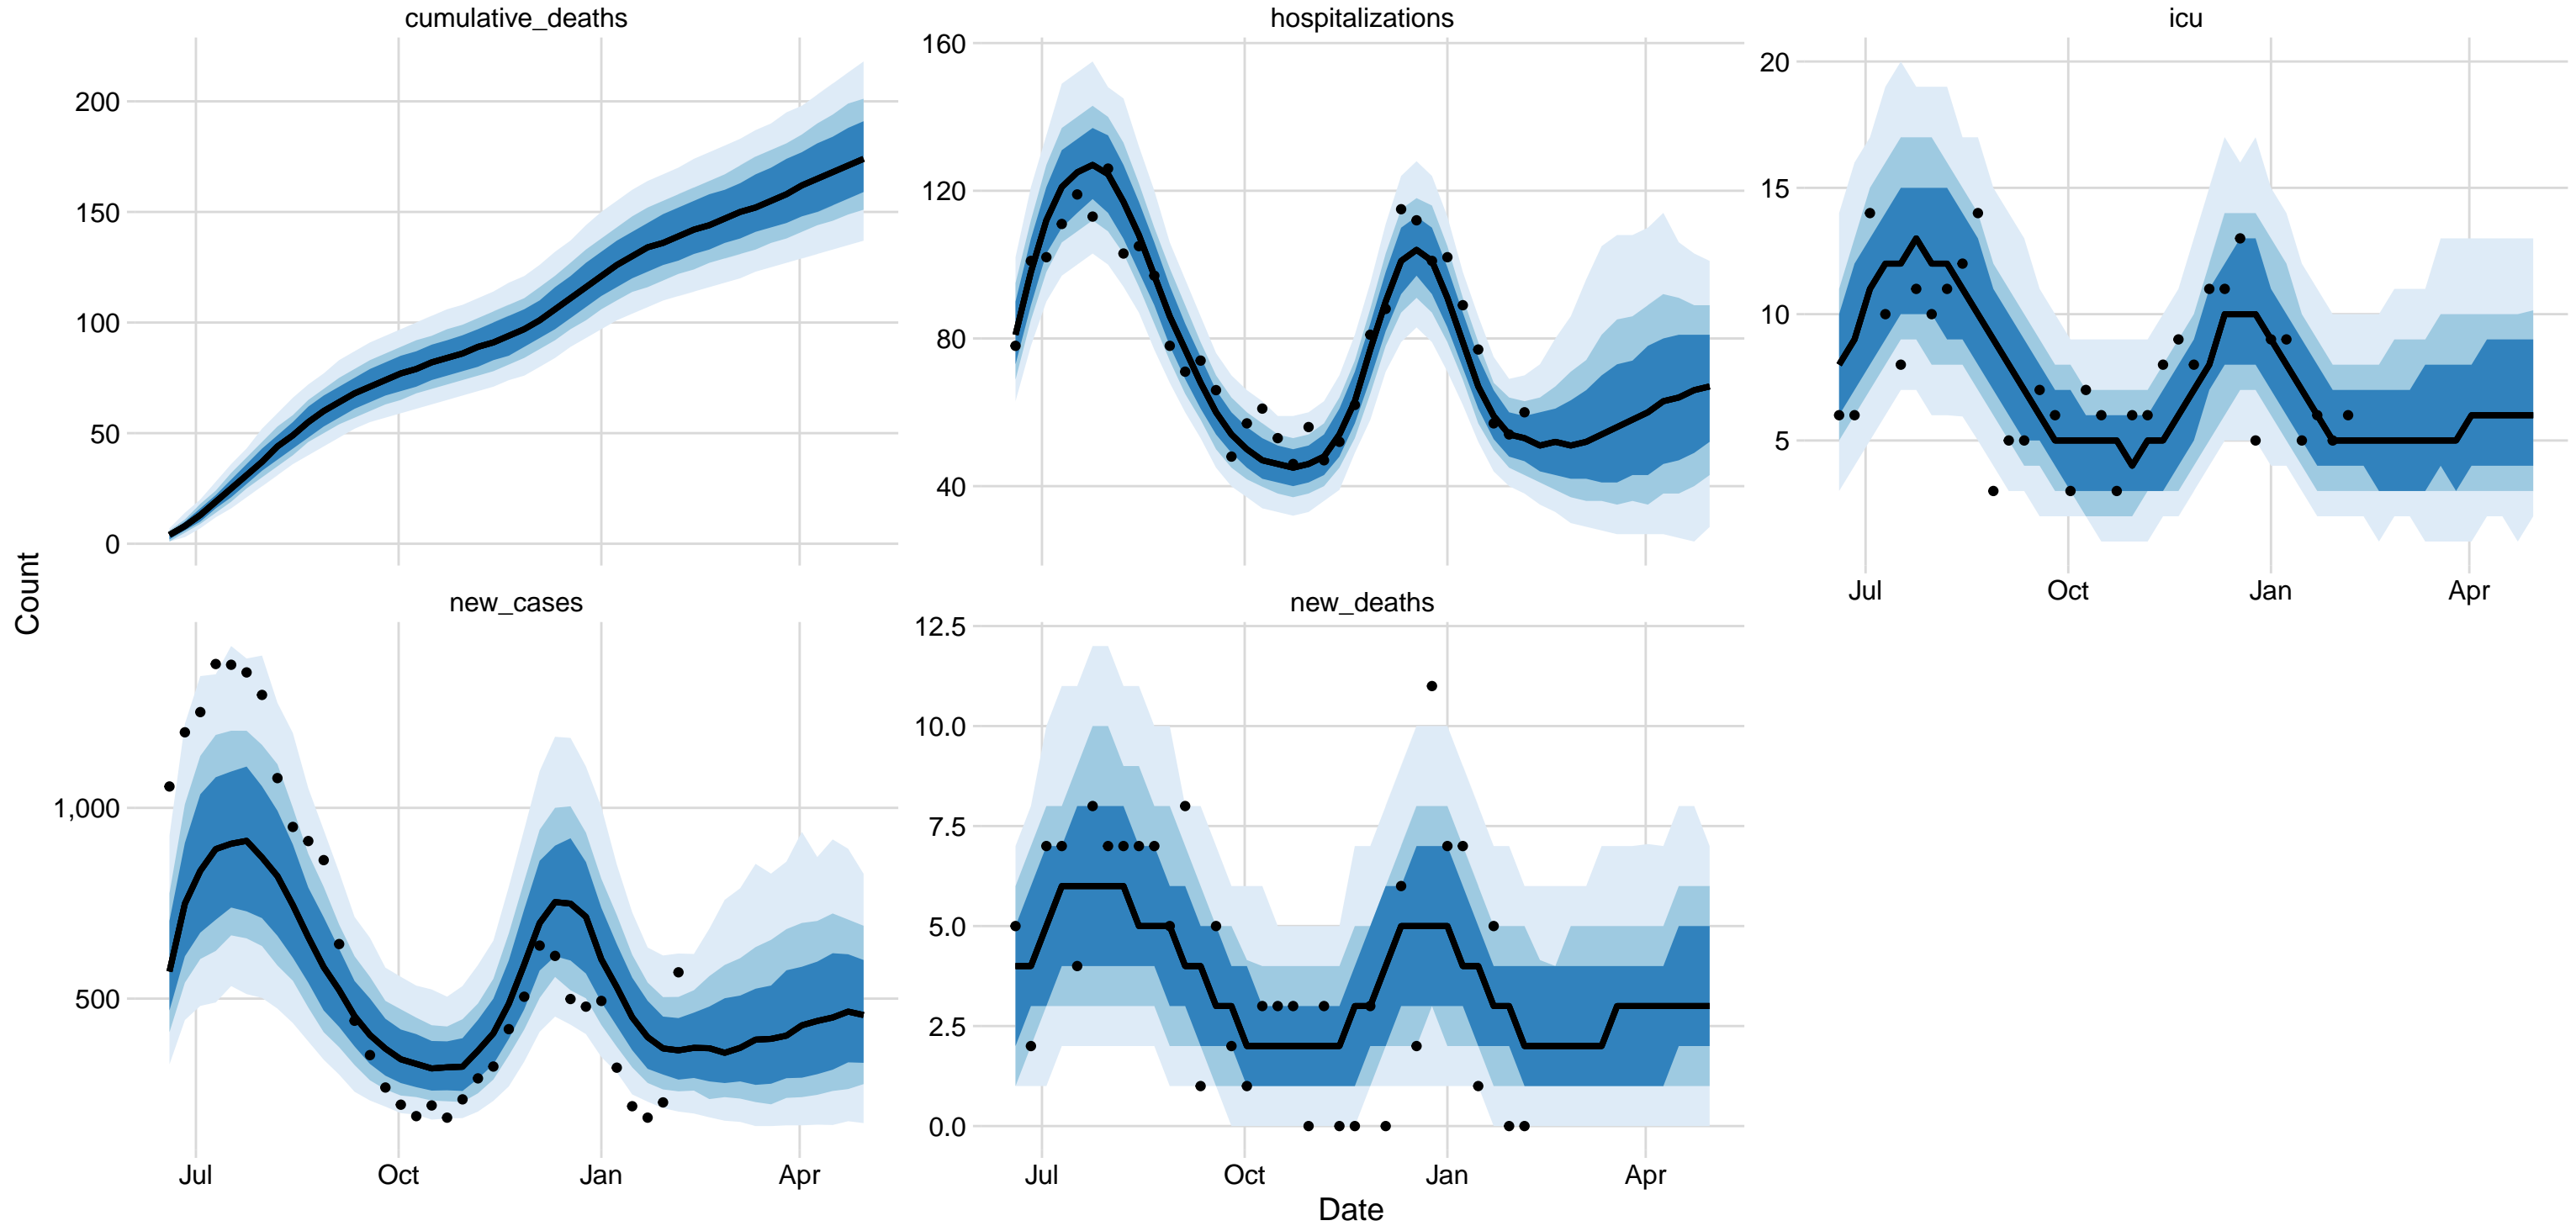 cumulative_deaths
hospitalizations
icu
200
150
100
50
0
160
120
80
40
20
15
10
5
Jul
Oct
Jan
Apr
Count
new_cases
new_deaths
1,000
500
12.5
10.0
7.5
5.0
2.5
0.0
Jul
Oct
Jan
Apr
Jul
Oct
Jan
Apr
Date